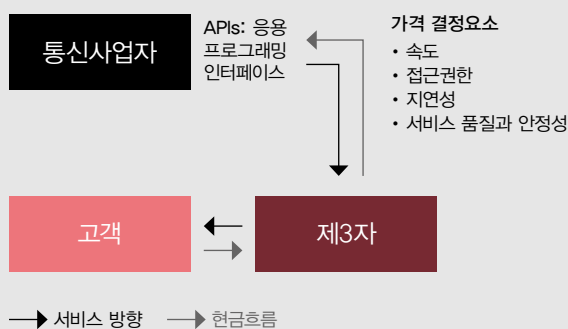 통신사업자
APIs: 응용
프로그래밍
인터페이스
가격 결정요소
• 속도
• 접근권한
• 지연성
• 서비스 품질과 안정성
고객
제3자
서비스 방향
현금흐름